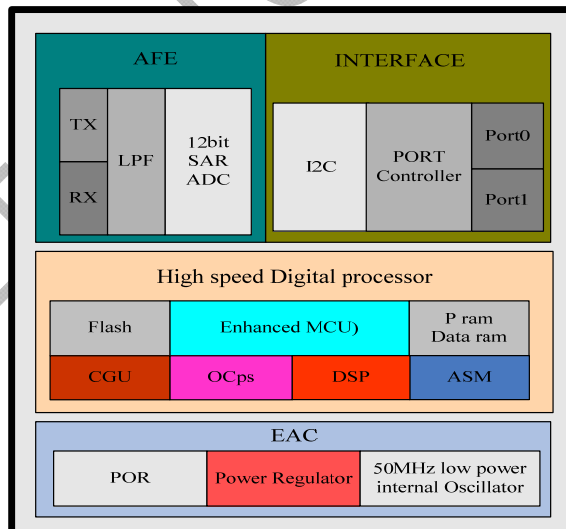 AFE
TX
RX
LPF
12bit
SAR
ADC
INTERFACE
I2C
PORT
Controller
Port0
Port1
High speed Digital processor
Flash
Enhanced MCU)
P ram
Data ram
CGU
OCps
DSP
ASM
EAC
POR
Power Regulator
50MHz low power
internal Oscillator